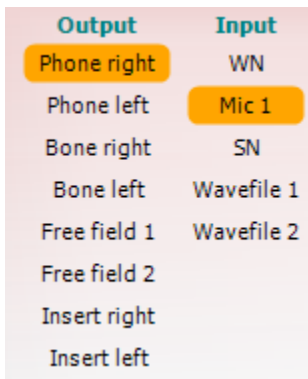 Output Input
Phone right WN
Phone left Mic 1
Bone right SN
Bone left Wavefile 1
Free field 1 Wavefile 2
Free field 2
Insert right
Insert left